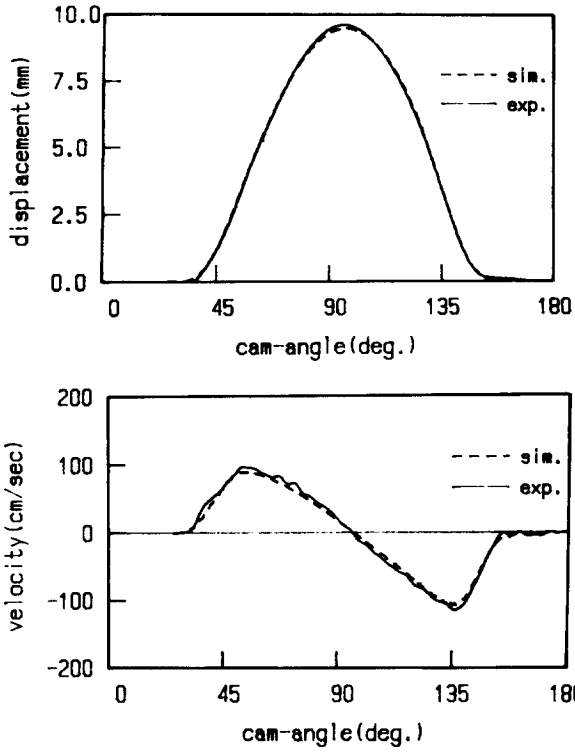 10.0
7.5
5.0
2.5
0.0
displacement(mm)
sim.
exp.
0 45 90 135 180
cam-angle(deg.)
200
100
0
-100
-200
velocity(cm/sec)
sim.
exp.
0 45 90 135 180
cam-angle(deg.)